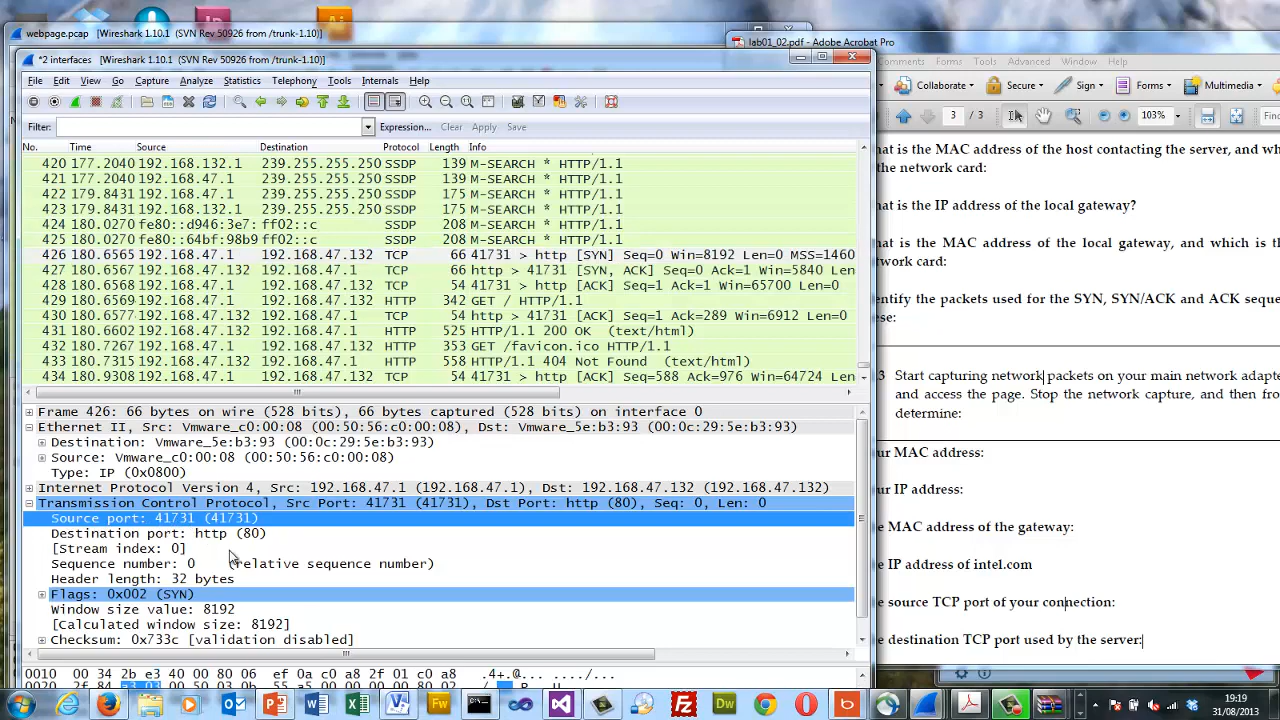 webpage.pcap [Wireshark 1.10.1 (SVN Rev 50926 from /trunk-1.10)]
lab01_02.pdf - Adobe Acrobat Pro
*2 interfaces [Wireshark 1.10.1 (SVN Rev 50926 from /trunk-1.10)]
File Edit View Go Capture Analyze Statistics Telephony Tools Internals Help
Comments Forms Tools Advanced Window Help
Collaborate Secure Sign Forms Multimedia
3 / 3 103% Find
Filter: Expression... Clear Apply Save
No. Time Source Destination Protocol Length Info
420 177.2040 192.168.132.1 239.255.255.250 SSDP 139 M-SEARCH * HTTP/1.1
421 177.2040 192.168.47.1 239.255.255.250 SSDP 139 M-SEARCH * HTTP/1.1
422 179.8431 192.168.47.1 239.255.255.250 SSDP 175 M-SEARCH * HTTP/1.1
423 179.8431 192.168.132.1 239.255.255.250 SSDP 175 M-SEARCH * HTTP/1.1
424 180.0270 fe80::d946:3e7: ff02::c SSDP 208 M-SEARCH * HTTP/1.1
425 180.0270 fe80::64bf:98b9 ff02::c SSDP 208 M-SEARCH * HTTP/1.1
426 180.6565 192.168.47.1 192.168.47.132 TCP 66 41731 > http [SYN] Seq=0 Win=8192 Len=0 MSS=1460
427 180.6568 192.168.47.132 192.168.47.1 TCP 66 http > 41731 [SYN, ACK] Seq=0 Ack=1 Win=5840 Len
428 180.6568 192.168.47.1 192.168.47.132 TCP 54 41731 > http [ACK] Seq=1 Ack=1 Win=65700 Len=0
429 180.6569 192.168.47.1 192.168.47.132 HTTP 342 GET / HTTP/1.1
430 180.6577 192.168.47.132 192.168.47.1 TCP 54 http > 41731 [ACK] Seq=1 Ack=289 Win=6912 Len=0
431 180.6602 192.168.47.132 192.168.47.1 HTTP 525 HTTP/1.1 200 OK (text/html)
432 180.7267 192.168.47.1 192.168.47.132 HTTP 353 GET /favicon.ico HTTP/1.1
433 180.7315 192.168.47.132 192.168.47.1 HTTP 558 HTTP/1.1 404 Not Found (text/html)
434 180.9308 192.168.47.1 192.168.47.132 TCP 54 41731 > http [ACK] Seq=588 Ack=976 Win=64724 Len
Frame 426: 66 bytes on wire (528 bits), 66 bytes captured (528 bits) on interface 0
Ethernet II, Src: Vmware_c0:00:08 (00:50:56:c0:00:08), Dst: Vmware_5e:b3:93 (00:0c:29:5e:b3:93)
Destination: Vmware_5e:b3:93 (00:0c:29:5e:b3:93)
Source: Vmware_c0:00:08 (00:50:56:c0:00:08)
Type: IP (0x0800)
Internet Protocol Version 4, Src: 192.168.47.1 (192.168.47.1), Dst: 192.168.47.132 (192.168.47.132)
Transmission Control Protocol, Src Port: 41731 (41731), Dst Port: http (80), Seq: 0, Len: 0
Source port: 41731 (41731)
Destination port: http (80)
[Stream index: 0]
Sequence number: 0 (relative sequence number)
Header length: 32 bytes
Flags: 0x002 (SYN)
Window size value: 8192
[Calculated window size: 8192]
Checksum: 0x733c [validation disabled]
0010 00 34 2b e3 40 00 80 06 ef 0a c0 a8 2f 01 c0 a8 .4+.@... ..../...
hat is the MAC address of the host contacting the server, and wh
the network card:
hat is the IP address of the local gateway?
hat is the MAC address of the local gateway, and which is th
work card:
entify the packets used for the SYN, SYN/ACK and ACK seque
ese:
3 Start capturing network packets on your main network adapte
and access the page. Stop the network capture, and then fro
determine:
ur MAC address:
ur IP address:
e MAC address of the gateway:
e IP address of intel.com
e source TCP port of your connection:
e destination TCP port used by the server:
19:19
31/08/2013